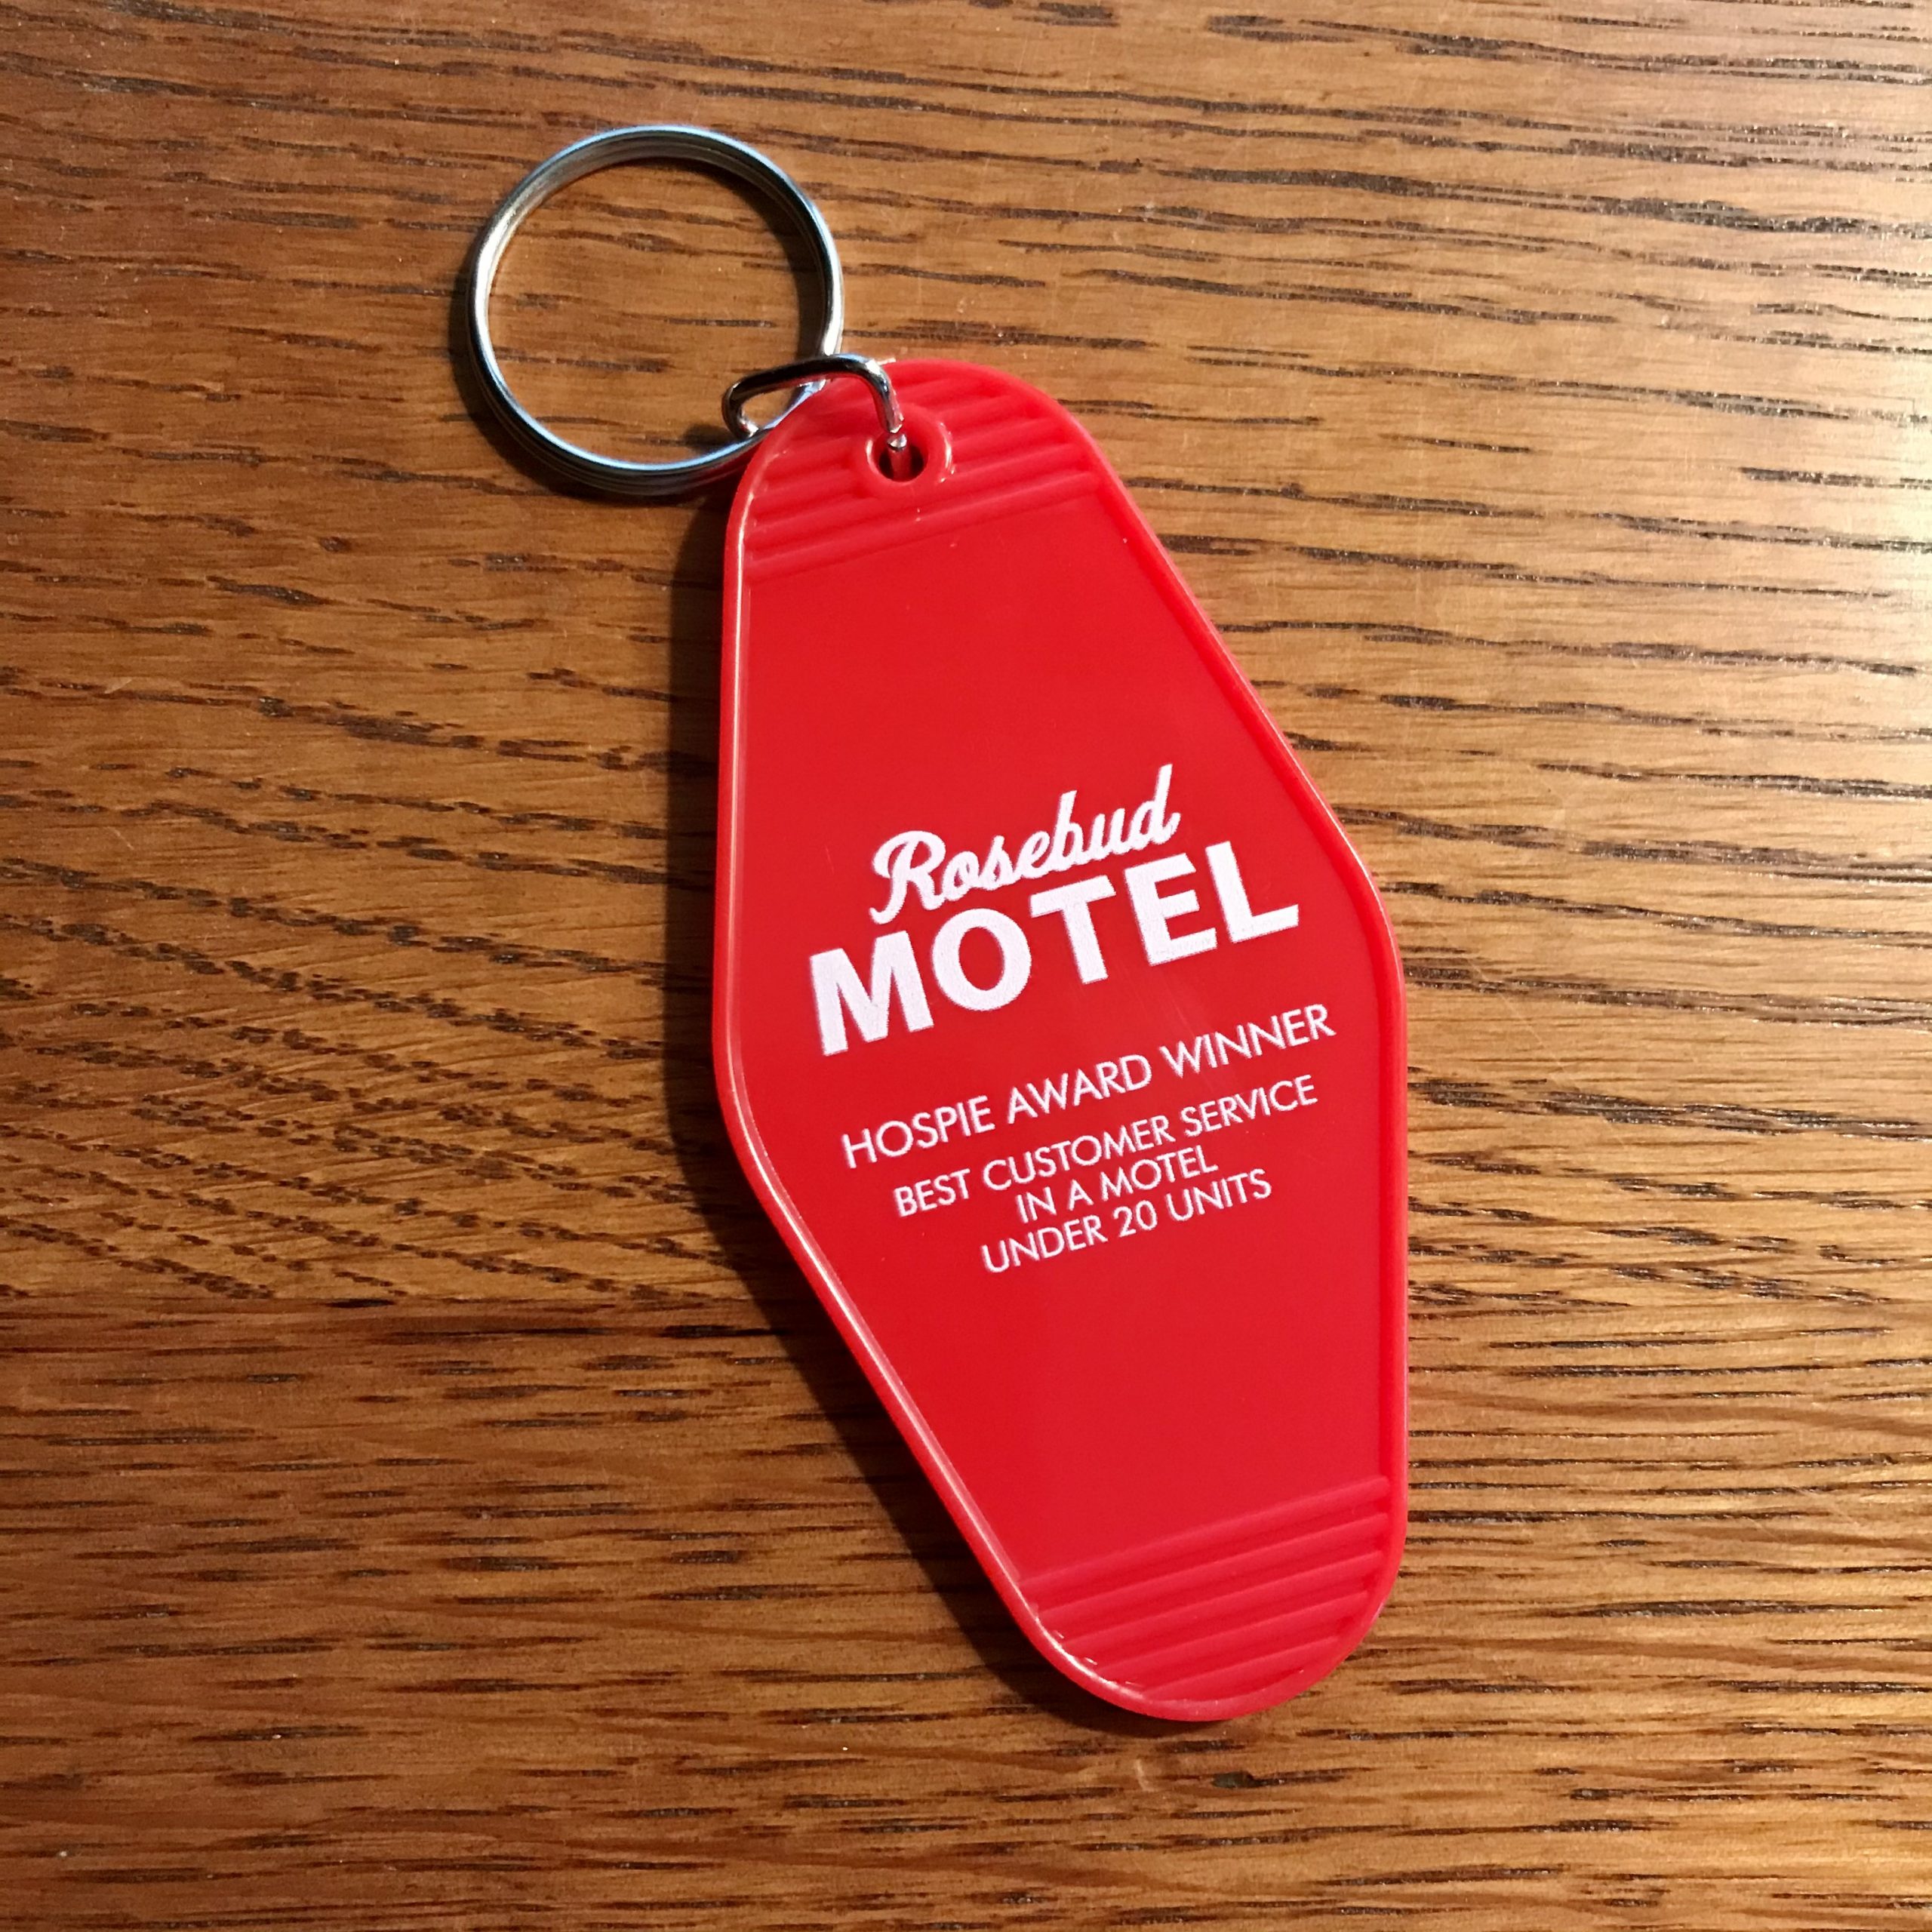 Rosebud
MOTEL
HOSPIE AWARD WINNER
BEST CUSTOMER SERVICE
IN A MOTEL
UNDER 20 UNITS